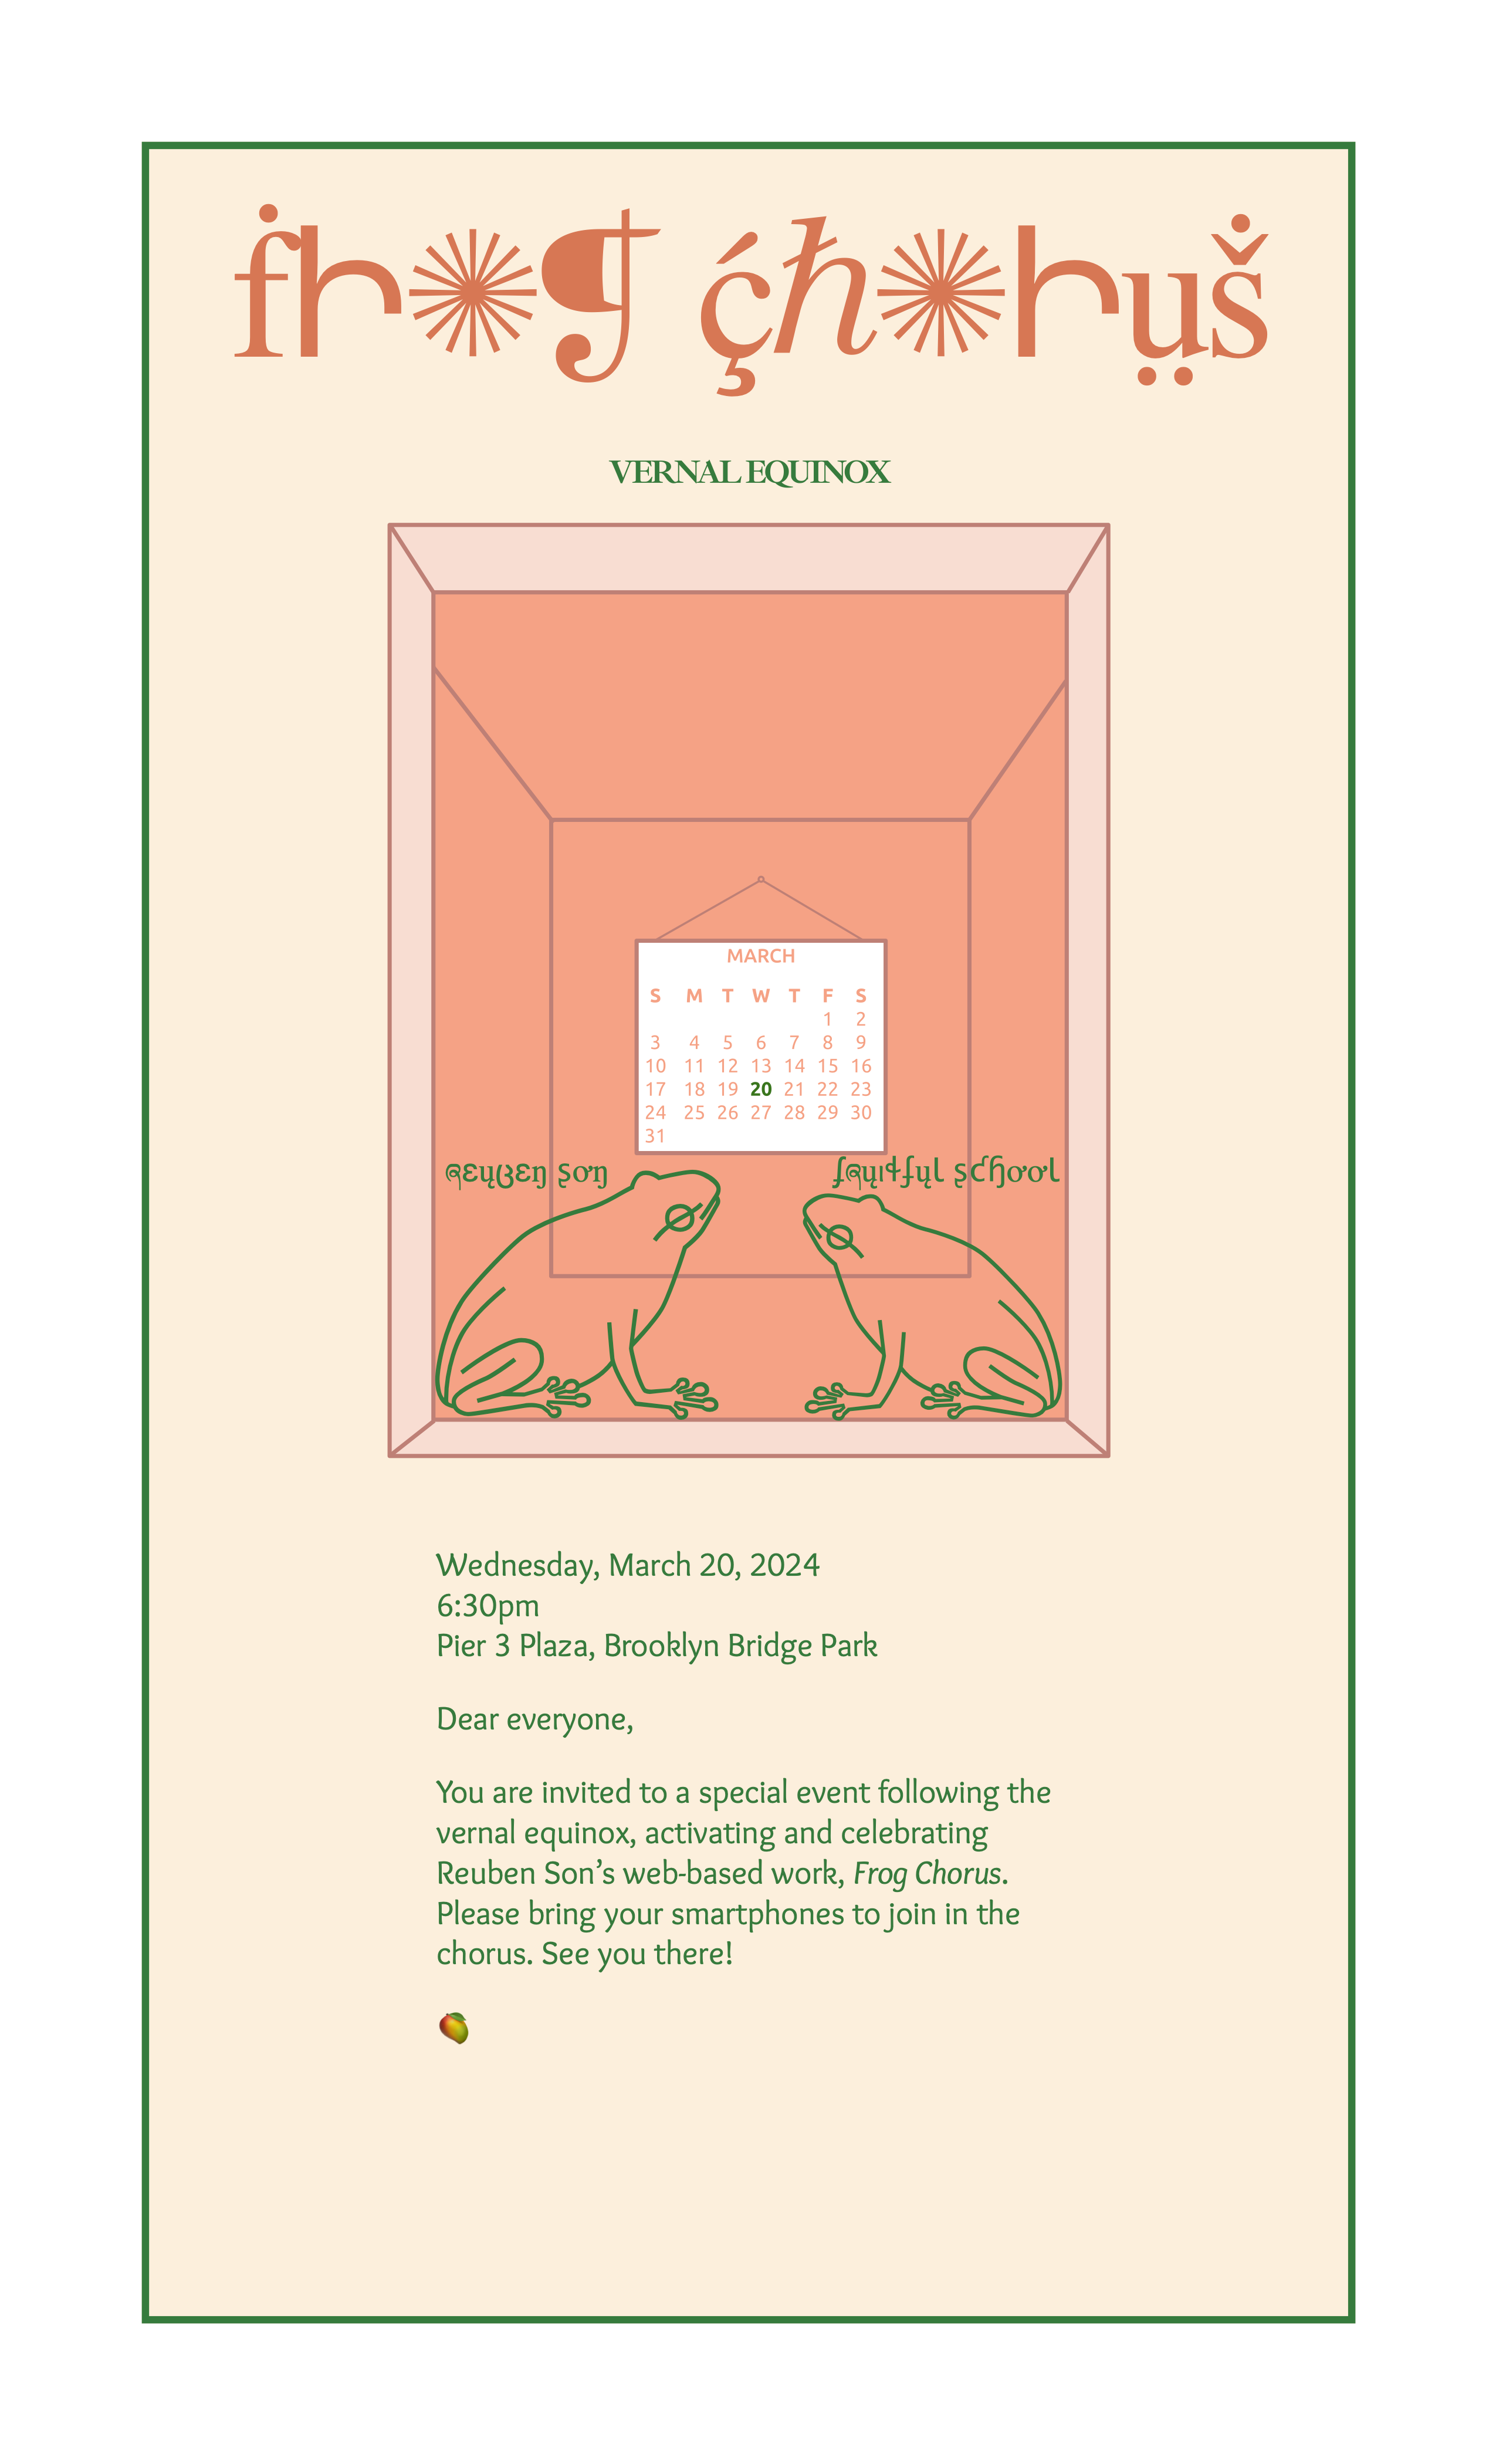 frog chorus
VERNAL EQUINOX
MARCH
S M T W T F S
1 2
3 4 5 6 7 8 9
10 11 12 13 14 15 16
17 18 19 20 21 22 23
24 25 26 27 28 29 30
31
reuben son
fruitful school
Wednesday, March 20, 2024
6:30pm
Pier 3 Plaza, Brooklyn Bridge Park
Dear everyone,
You are invited to a special event following the
vernal equinox, activating and celebrating
Reuben Son’s web-based work, Frog Chorus.
Please bring your smartphones to join in the
chorus. See you there!